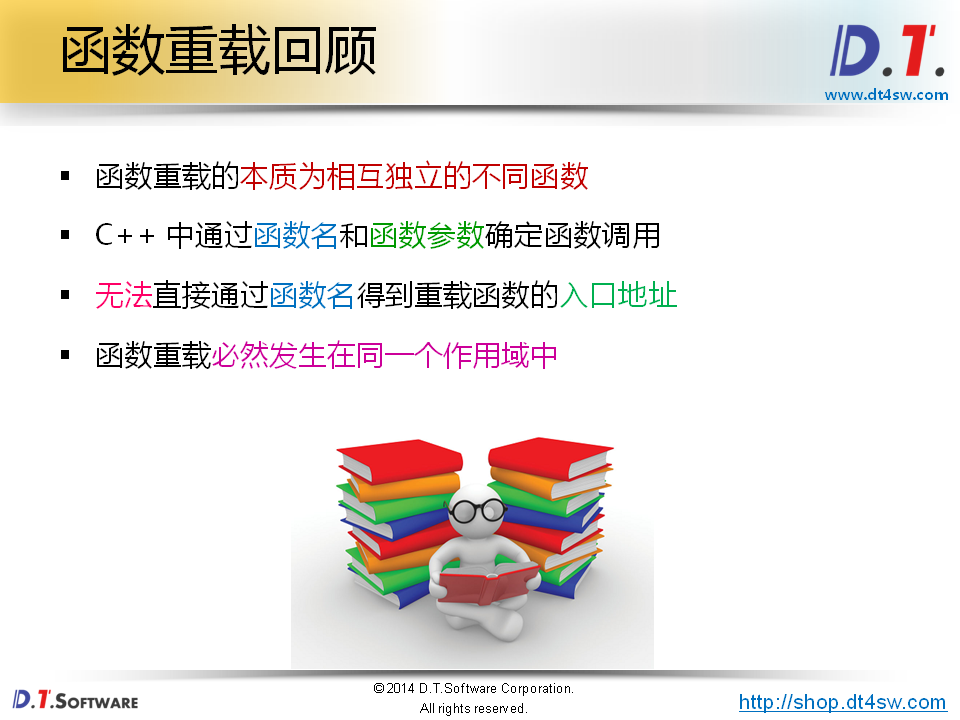 函数重载回顾
D.T.
www.dt4sw.com
▪ 函数重载的本质为相互独立的不同函数
▪ C++ 中通过函数名和函数参数确定函数调用
▪ 无法直接通过函数名得到重载函数的入口地址
▪ 函数重载必然发生在同一个作用域中
D.T.SOFTWARE
©2014 D.T.Software Corporation.
All rights reserved.
http://shop.dt4sw.com